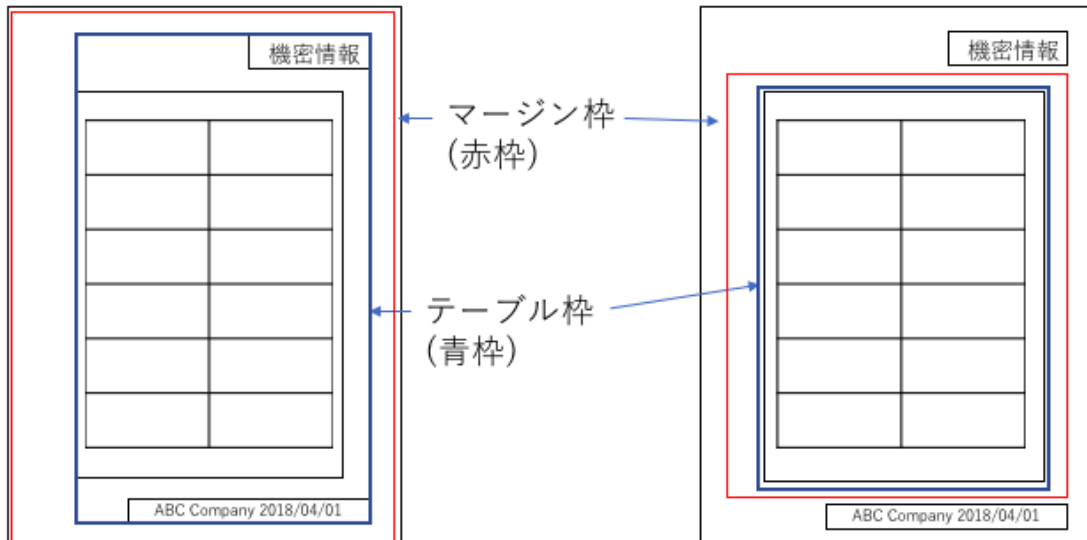 機密情報
機密情報
マージン枠
(赤枠)
テーブル枠
(青枠)
ABC Company 2018/04/01
ABC Company 2018/04/01